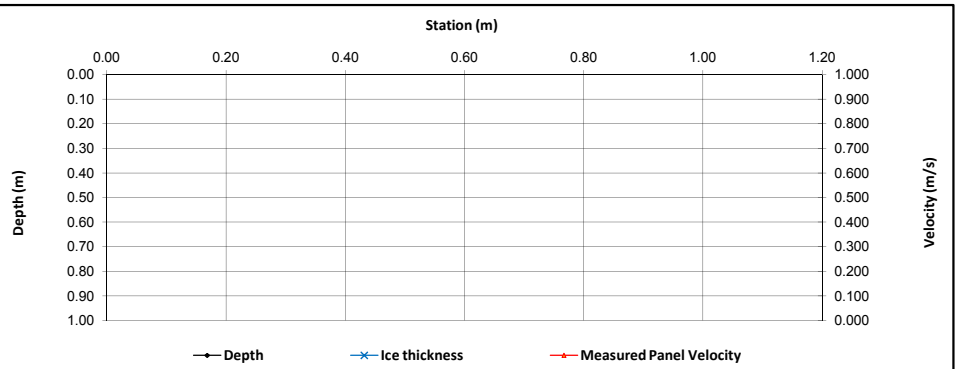 Station (m)
0.00 0.20 0.40 0.60 0.80 1.00 1.20
0.00 1.000
0.10 0.900
0.20 0.800
0.30 0.700
0.40 0.600
0.50 0.500
0.60 0.400
0.70 0.300
0.80 0.200
0.90 0.100
1.00 0.000
Depth (m)
Velocity (m/s)
Depth Ice thickness Measured Panel Velocity